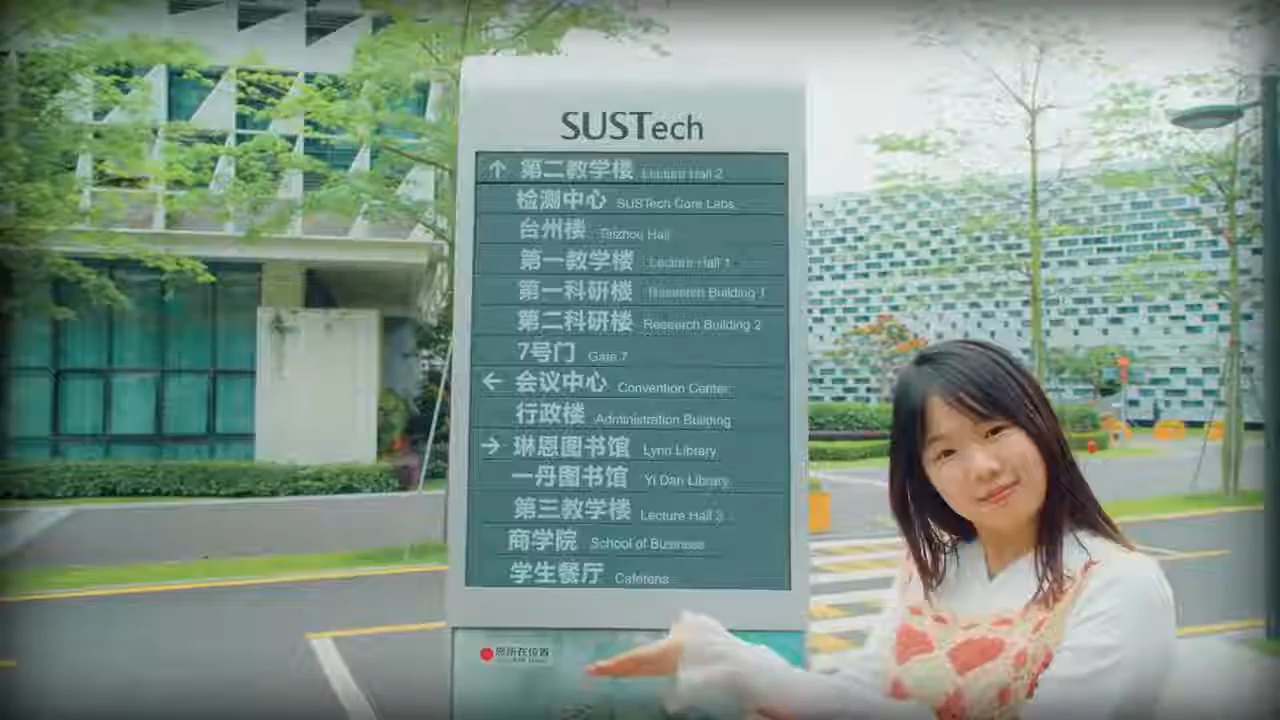 SUSTech
↑ 第二教学楼 Lecture Hall 2
检测中心 SUSTech Core Labs
台州楼 Taizhou Hall
第一教学楼 Lecture Hall 1
第一科研楼 Research Building 1
第二科研楼 Research Building 2
7号门 Gate 7
← 会议中心 Convention Center
行政楼 Administration Building
→ 琳恩图书馆 Lynn Library
一丹图书馆 Yi Dan Library
第三教学楼 Lecture Hall 3
商学院 School of Business
学生餐厅 Cafeteria
您所在位置